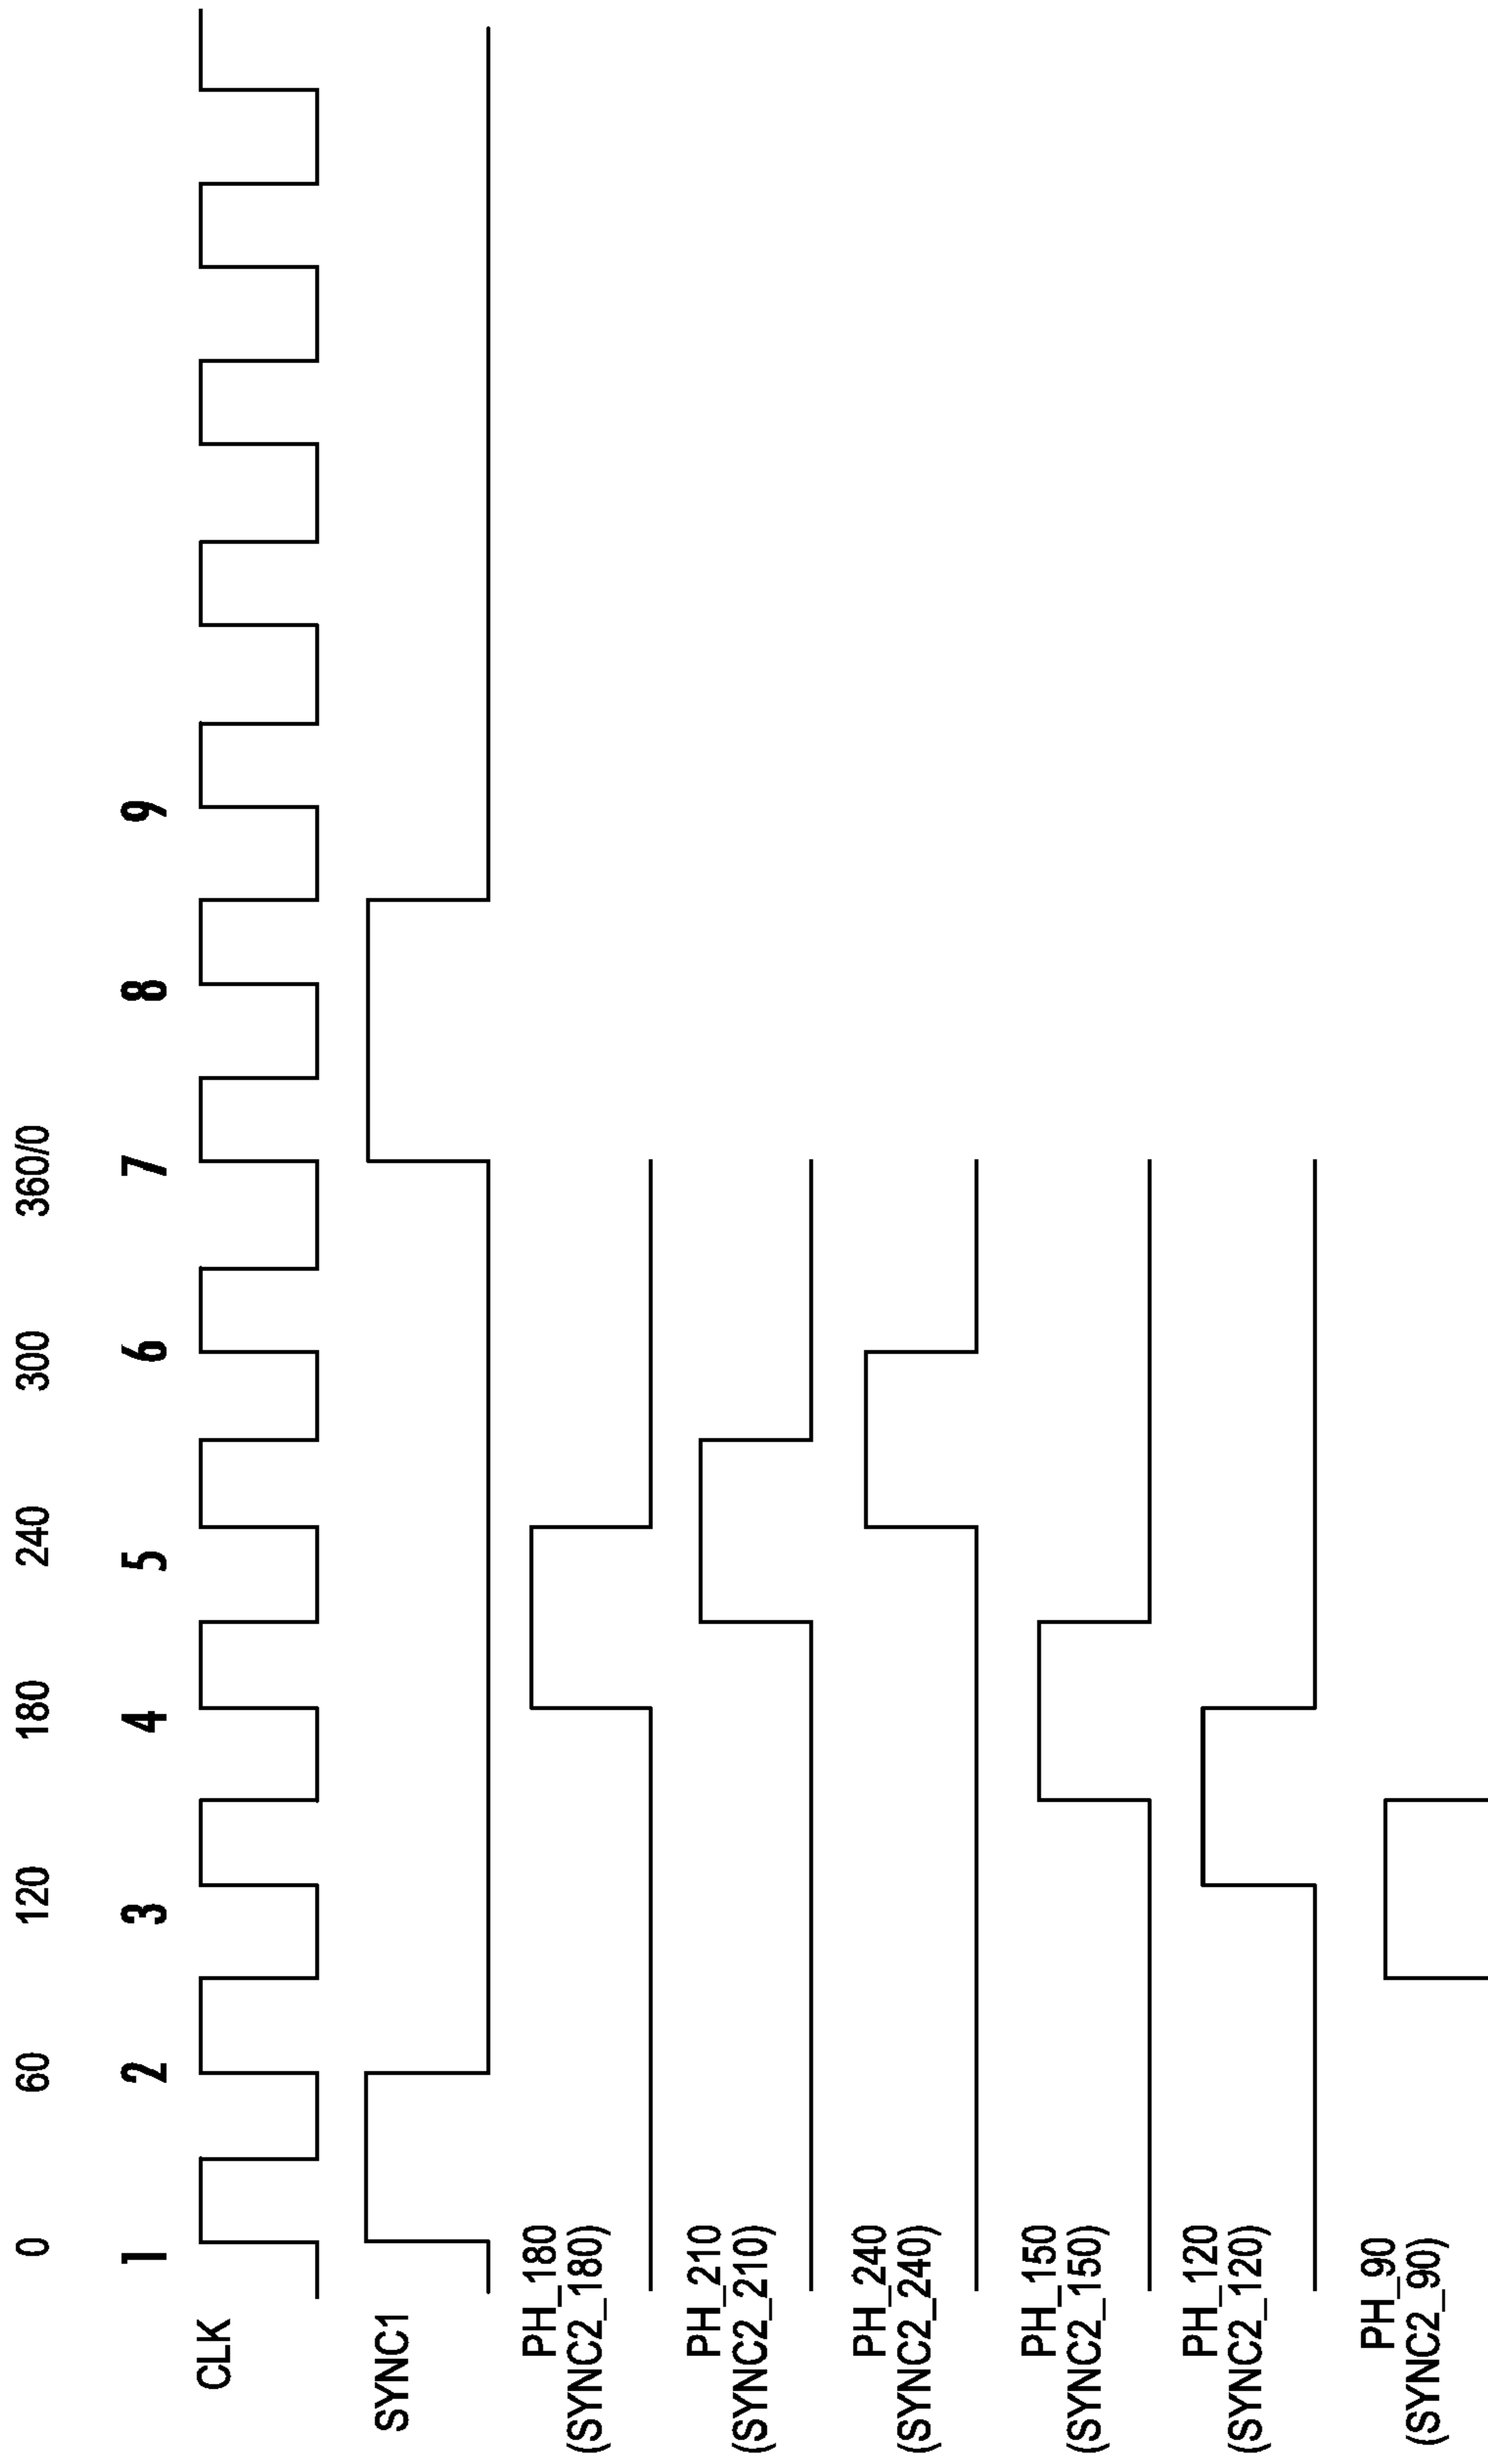 0 60 120 180 240 300 360/0
1 2 3 4 5 6 7 8 9
CLK
SYNC1
PH_180
(SYNC2_180)
PH_210
(SYNC2_210)
PH_240
(SYNC2_240)
PH_150
(SYNC2_150)
PH_120
(SYNC2_120)
PH_90
(SYNC2_90)